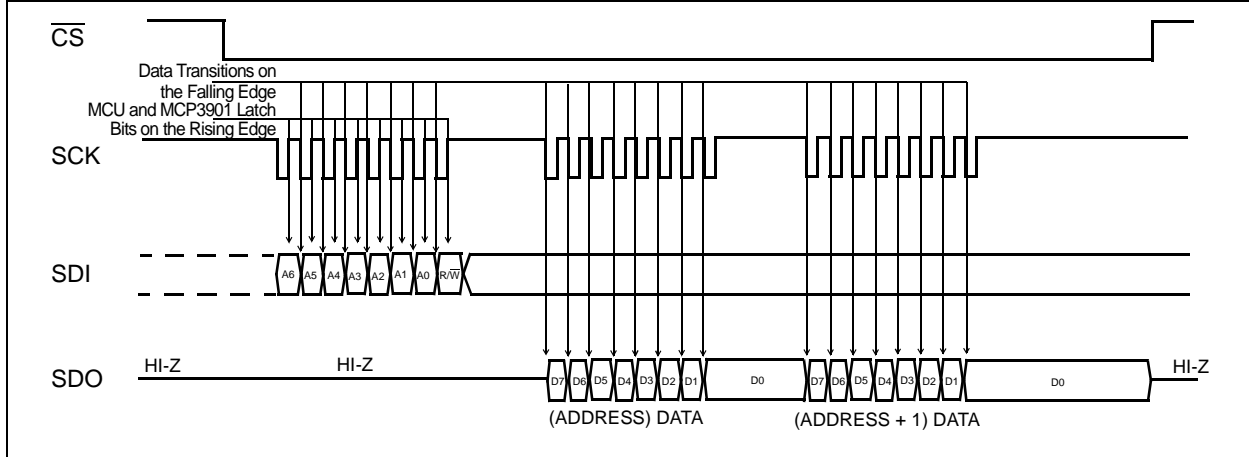 CS
Data Transitions on
the Falling Edge
MCU and MCP3901 Latch
Bits on the Rising Edge
SCK
SDI
A6 A5 A4 A3 A2 A1 A0 R/W
SDO
HI-Z HI-Z
D7 D6 D5 D4 D3 D2 D1 D0 D7 D6 D5 D4 D3 D2 D1 D0
HI-Z
(ADDRESS) DATA (ADDRESS + 1) DATA